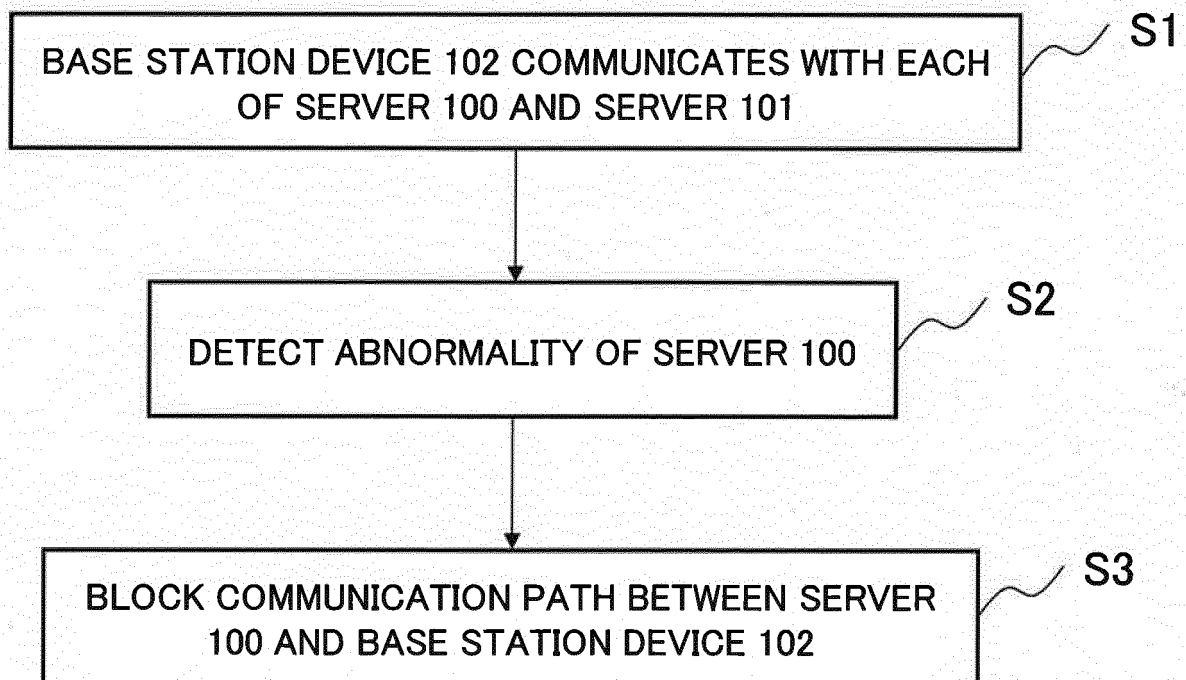 BASE STATION DEVICE 102 COMMUNICATES WITH EACH
OF SERVER 100 AND SERVER 101
S1
DETECT ABNORMALITY OF SERVER 100
S2
BLOCK COMMUNICATION PATH BETWEEN SERVER
100 AND BASE STATION DEVICE 102
S3